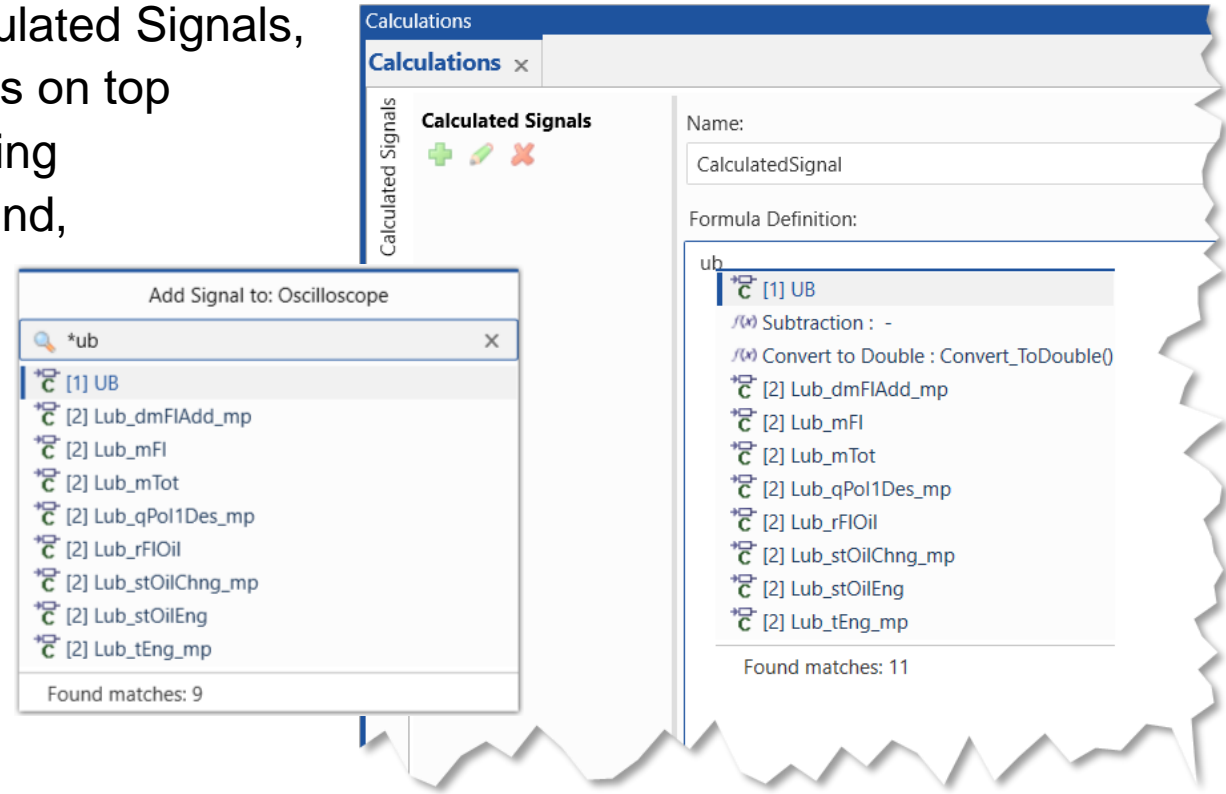 ulated Signals,
s on top
ing
nd,
Calculations
Calculations ×
Calculated Signals
Calculated Signals
Name:
CalculatedSignal
Formula Definition:
ub
[1] UB
f(x) Subtraction : -
f(x) Convert to Double : Convert_ToDouble()
[2] Lub_dmFlAdd_mp
[2] Lub_mFl
[2] Lub_mTot
[2] Lub_qPol1Des_mp
[2] Lub_rFlOil
[2] Lub_stOilChng_mp
[2] Lub_stOilEng
[2] Lub_tEng_mp
Found matches: 11
Add Signal to: Oscilloscope
*ub
[1] UB
[2] Lub_dmFlAdd_mp
[2] Lub_mFl
[2] Lub_mTot
[2] Lub_qPol1Des_mp
[2] Lub_rFlOil
[2] Lub_stOilChng_mp
[2] Lub_stOilEng
[2] Lub_tEng_mp
Found matches: 9